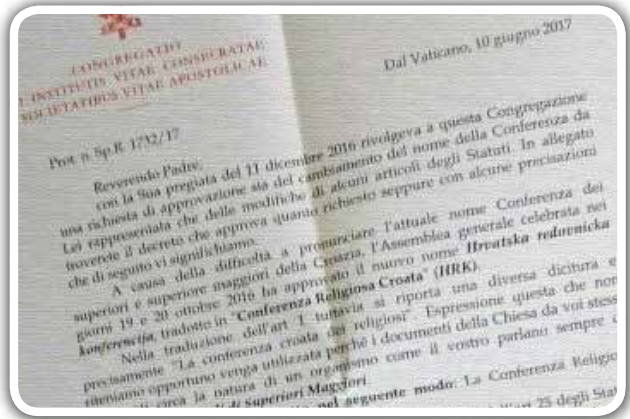 CONGREGATIO
INSTITUTIS VITAE CONSECRATAE
SOCIETATIBUS VITAE APOSTOLICAE
Dal Vaticano, 10 giugno 2017
Prot. n. Sp.R. 1732/17
Reverendo Padre,
con la Sua pregiata del 11 dicembre 2016 rivolgeva a questa Congregazione
una richiesta di approvazione sia del cambiamento del nome della Conferenza da
Lei rappresentata che delle modifiche di alcuni articoli degli Statuti. In allegato
troverete il decreto che approva quanto richiesto seppure con alcune precisazioni
che di seguito vi significhiamo.
A causa della difficoltà a pronunciare l'attuale nome Conferenza dei
superiori e superiore maggiori della Croazia, l'Assemblea generale celebrata nei
giorni 19 e 20 ottobre 2016 ha approvato il nuovo nome Hrvatska redovnička
konferencija, tradotto in "Conferenza Religiosa Croata" (HRK).
Nella traduzione dell'art 1 tuttavia si riporta una diversa dicitura e
precisamente "La conferenza croata dei religiosi". Espressione questa che non
riteniamo opportuno venga utilizzata perché i documenti della Chiesa da voi stess
circa la natura di un organismo come il vostro parlano sempre
di Superiori Maggiori.
nel seguente modo: La Conferenza Religio
l'art 25 degli Stat